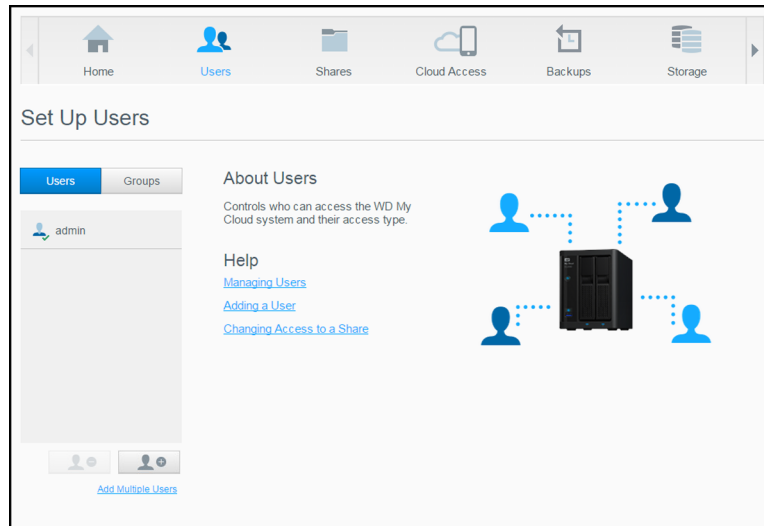 Home
Users
Shares
Cloud Access
Backups
Storage
Set Up Users
Users
Groups
admin
About Users
Controls who can access the WD My
Cloud system and their access type.
Help
Managing Users
Adding a User
Changing Access to a Share
Add Multiple Users